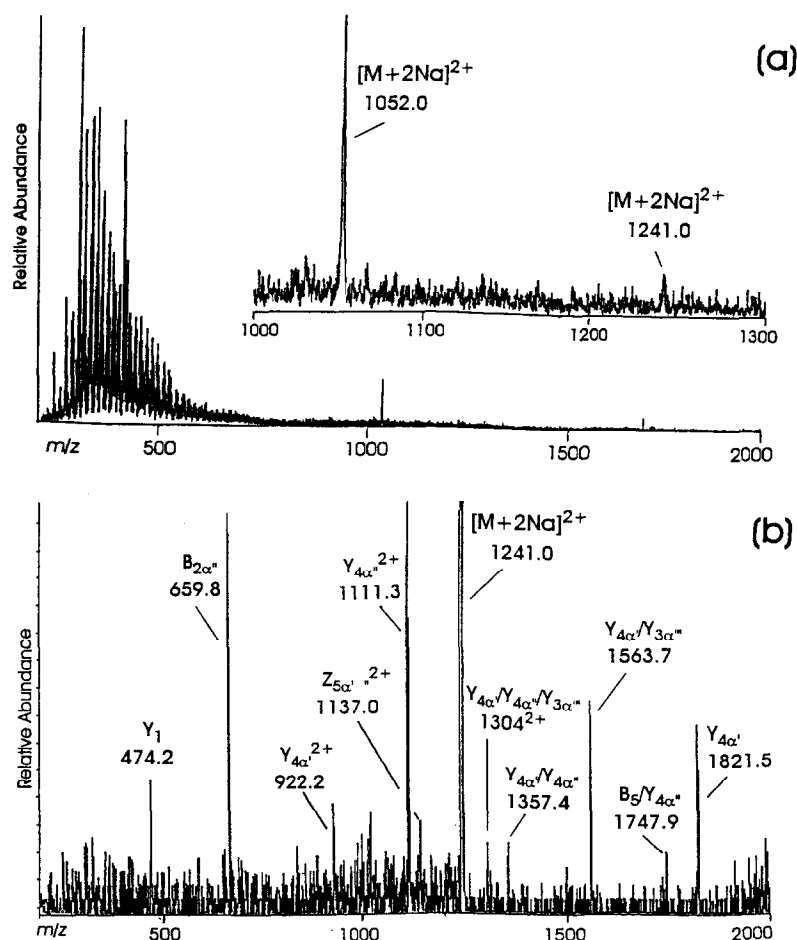 (a)
[M+2Na]2+
1052.0
[M+2Na]2+
1241.0
Relative Abundance
1000 1100 1200 1300
m/z 500 1000 1500 2000
(b)
[M+2Na]2+
1241.0
B2α"
659.8
Y4α"2+
1111.3
Y4α'/Y3α'"
1563.7
Z5α' "2+
1137.0
Y4α'/Y4α"/Y3α'"
13042+
Y1
474.2
Y4α'2+
922.2
Y4α'/Y4α"
1357.4
Y4α'
1821.5
B5/Y4α"
1747.9
Relative Abundance
m/z 500 1000 1500 2000